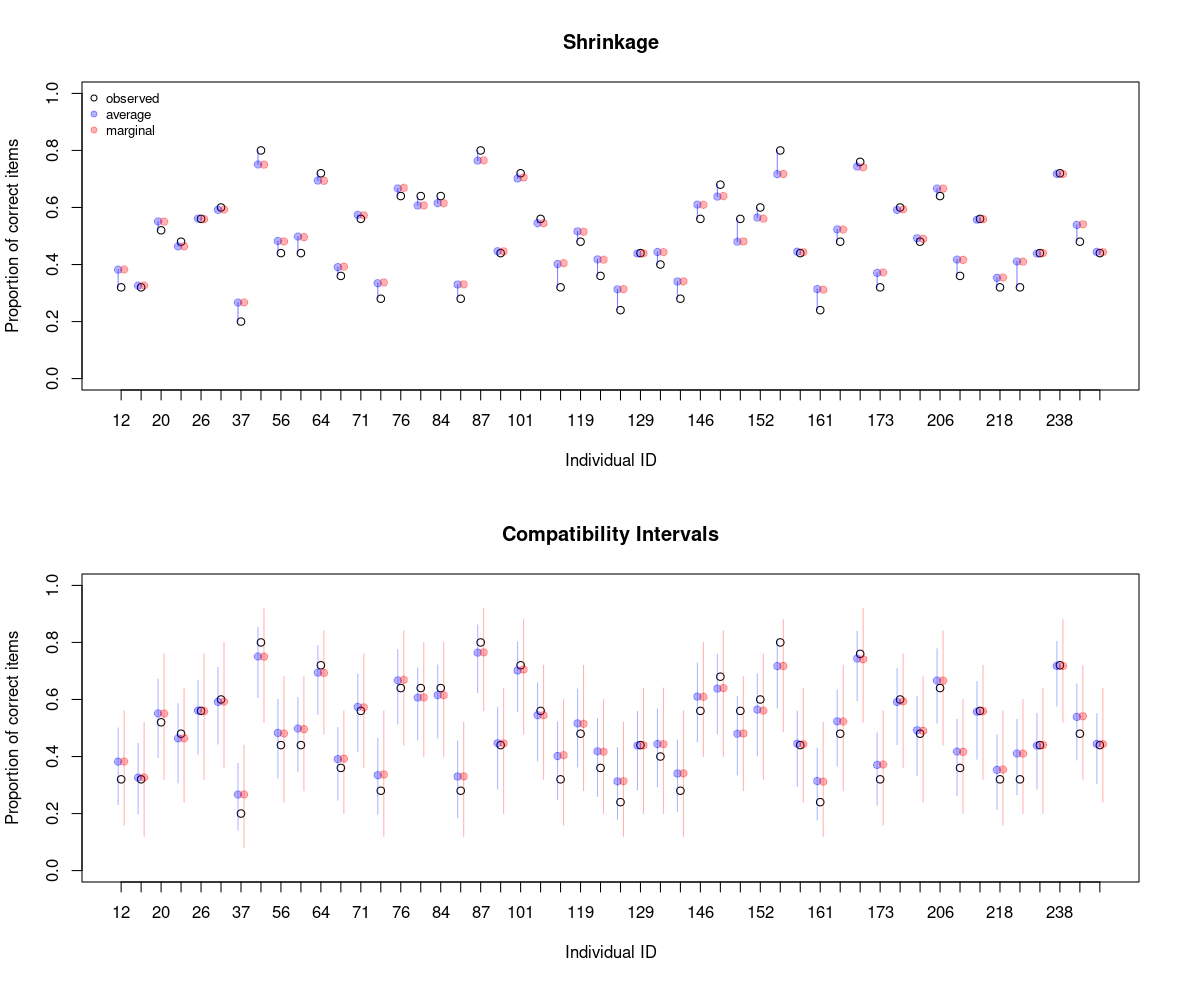 Shrinkage
observed
average
marginal
Proportion of correct items
1.0
0.8
0.6
0.4
0.2
0.0
12 20 26 37 56 64 71 76 84 87 101 119 129 146 152 161 173 206 218 238
Individual ID
Compatibility Intervals
Proportion of correct items
1.0
0.8
0.6
0.4
0.2
0.0
12 20 26 37 56 64 71 76 84 87 101 119 129 146 152 161 173 206 218 238
Individual ID